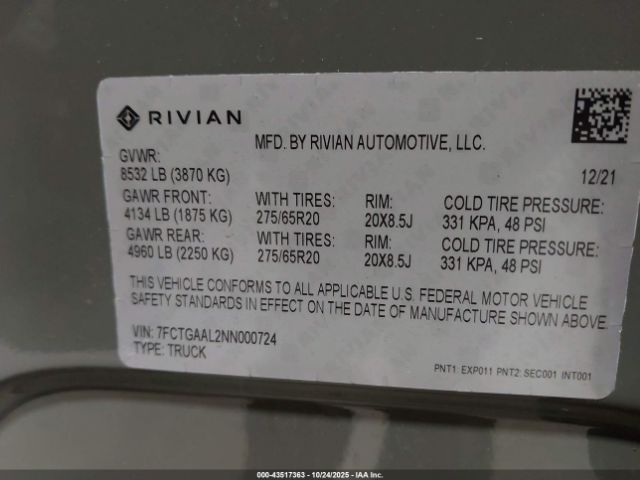 RIVIAN
MFD. BY RIVIAN AUTOMOTIVE, LLC.
GVWR:
8532 LB (3870 KG) 12/21
GAWR FRONT: WITH TIRES: RIM: COLD TIRE PRESSURE:
4134 LB (1875 KG) 275/65R20 20X8.5J 331 KPA, 48 PSI
GAWR REAR: WITH TIRES: RIM: COLD TIRE PRESSURE:
4960 LB (2250 KG) 275/65R20 20X8.5J 331 KPA, 48 PSI
THIS VEHICLE CONFORMS TO ALL APPLICABLE U.S. FEDERAL MOTOR VEHICLE
SAFETY STANDARDS IN EFFECT ON THE DATE OF MANUFACTURE SHOWN ABOVE.
VIN: 7FCTGAAL2NN000724
TYPE: TRUCK
PNT1: EXP011 PNT2: SEC001 INT001
000-43517363 - 10/24/2025 - IAA Inc.